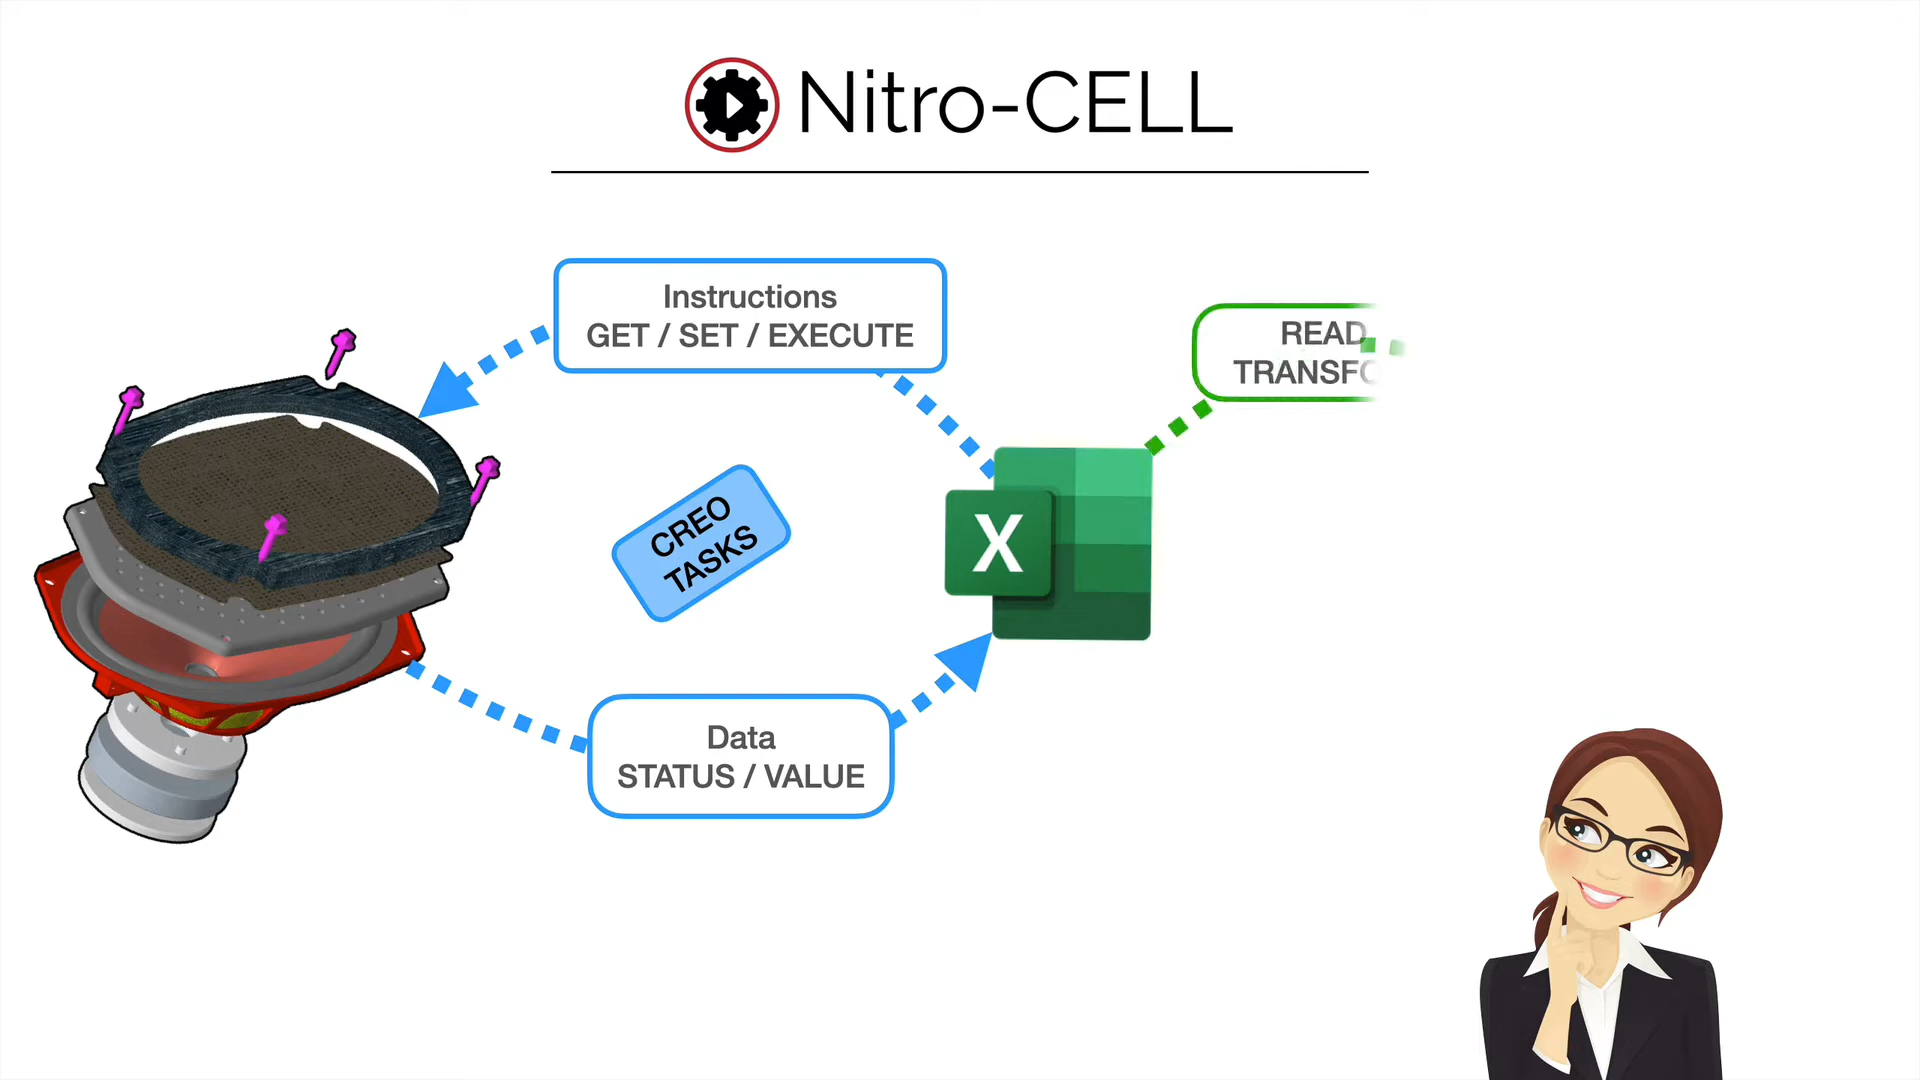 Nitro-CELL
Instructions
GET / SET / EXECUTE
READ
CREO
TASKS
X
Data
STATUS / VALUE